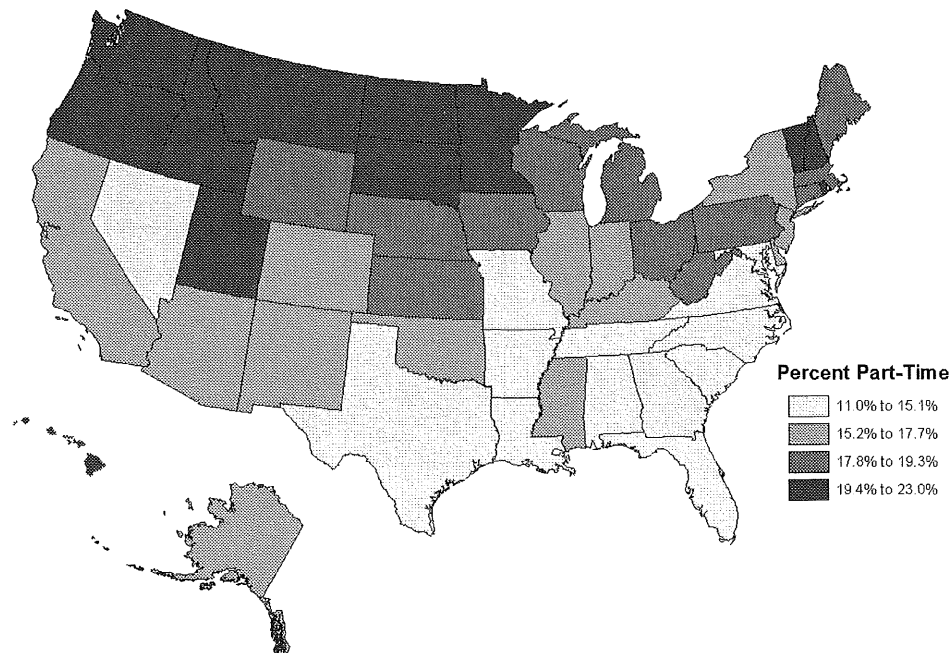 Percent Part-Time
11.0% to 15.1%
15.2% to 17.7%
17.8% to 19.3%
19.4% to 23.0%